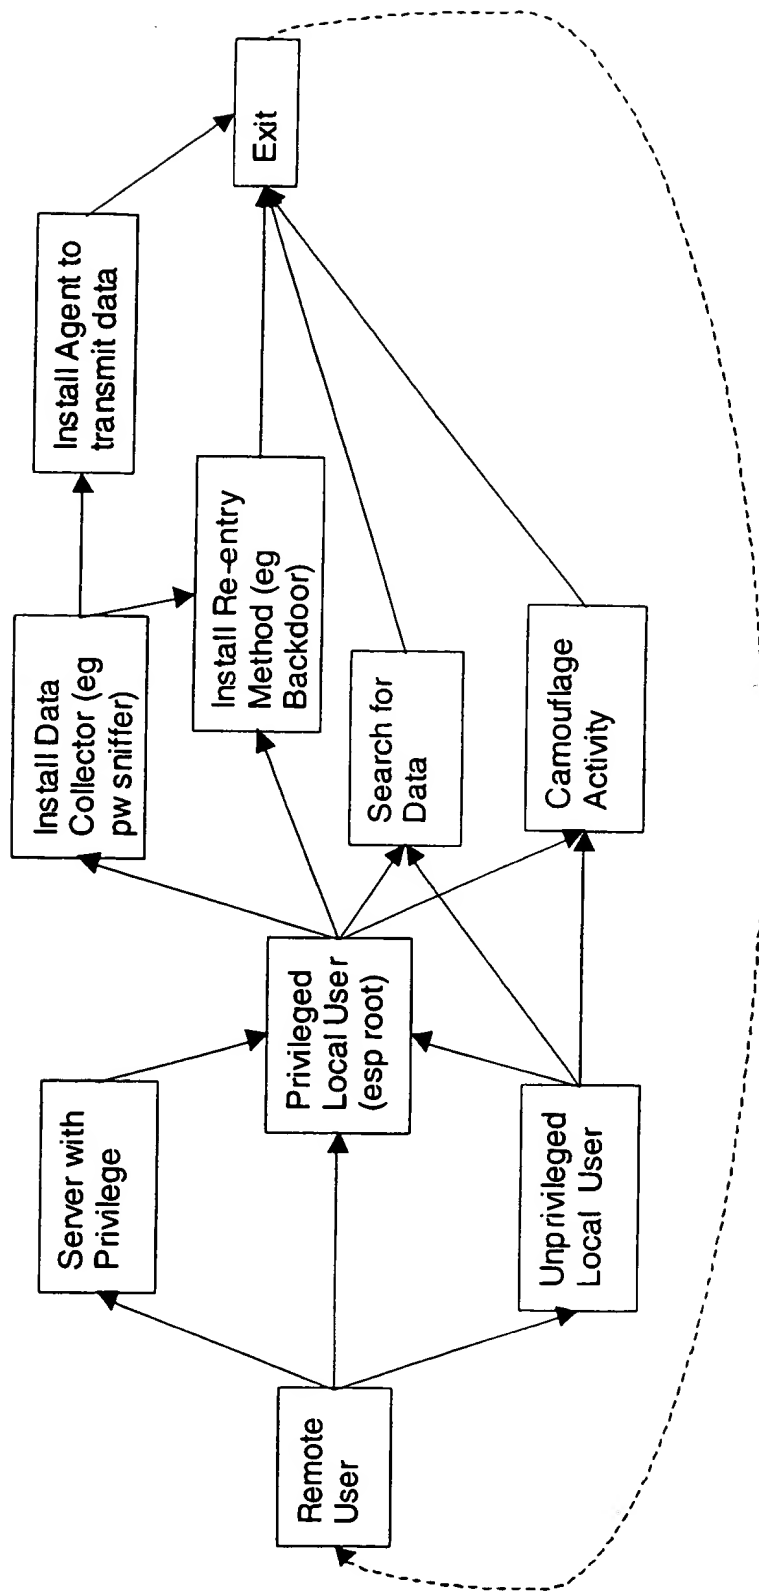 Remote
User
Server with
Privilege
Privileged
Local User
(esp root)
Unprivileged
Local User
Install Data
Collector (eg
pw sniffer)
Install Re-entry
Method (eg
Backdoor)
Search for
Data
Camouflage
Activity
Install Agent to
transmit data
Exit